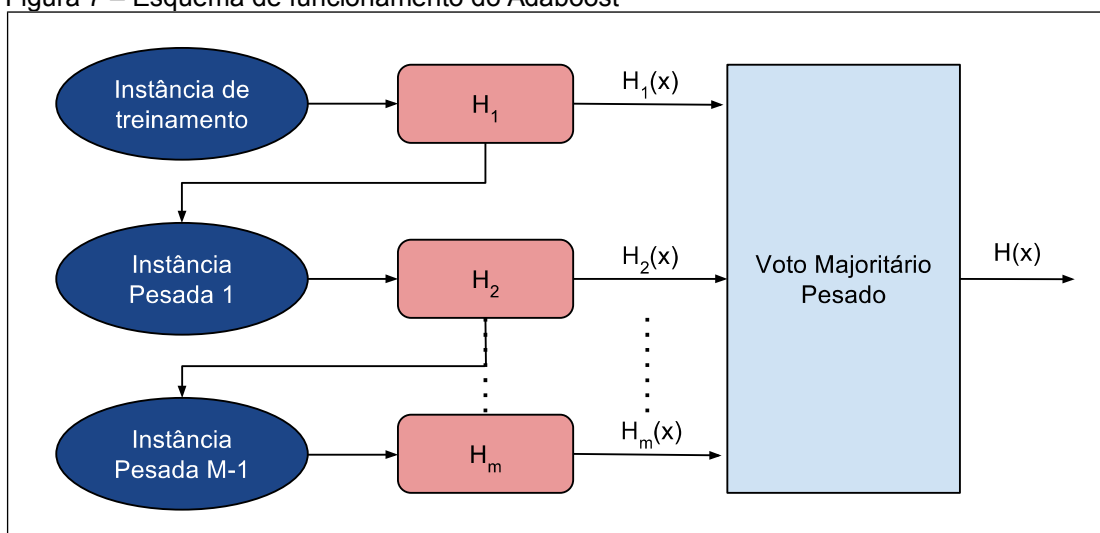 Figura 7 – Esquema de funcionamento do Adaboost
Instância de
treinamento
H₁
H₁(x)
Instância
Pesada 1
H₂
H₂(x)
Voto Majoritário
Pesado
H(x)
Instância
Pesada M-1
Hₘ
Hₘ(x)